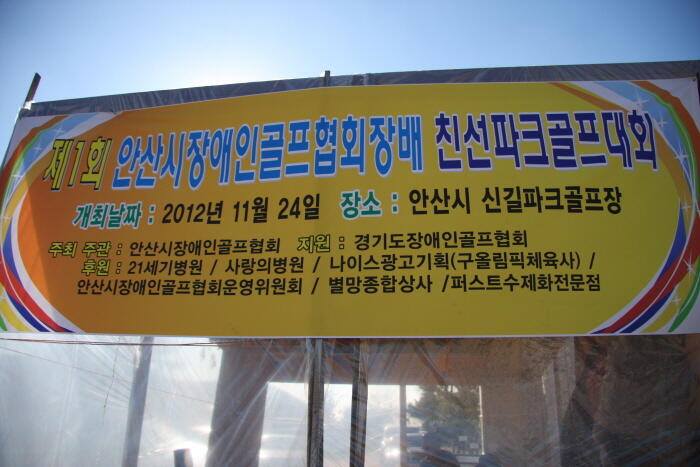 제1회 안산시장애인골프협회장배 친선파크골프대회
개최날짜 : 2012년 11월 24일 장소 : 안산시 신길파크골프장
주최 주관 : 안산시장애인골프협회 지원 : 경기도장애인골프협회
후원 : 21세기병원 / 사랑의병원 / 나이스광고기획(구올림픽체육사) /
안산시장애인골프협회운영위원회 / 별망종합상사 /퍼스트수제화전문점